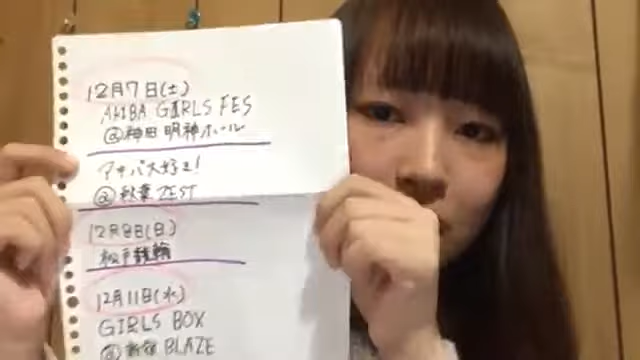 12月7日(土)
AKIBA GIRLS FES
@神田明神ホール
アキバ大好き!
@秋葉ZEST
12月8日(日)
松戸競輪
12月11日(水)
GIRLS BOX
@新宿BLAZE